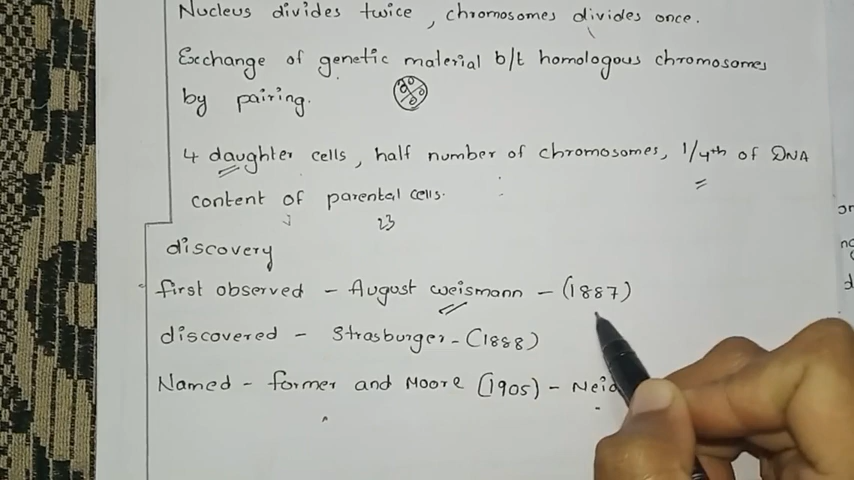 Nucleus divides twice, chromosomes divides once.
Exchange of genetic material b/t homologous chromosomes
by pairing.
4 daughter cells, half number of chromosomes, 1/4th of DNA
content of parental cells.
23
discovery
first observed - August weismann - (1887)
discovered - Strasburger - (1888)
Named - former and Moore (1905) -